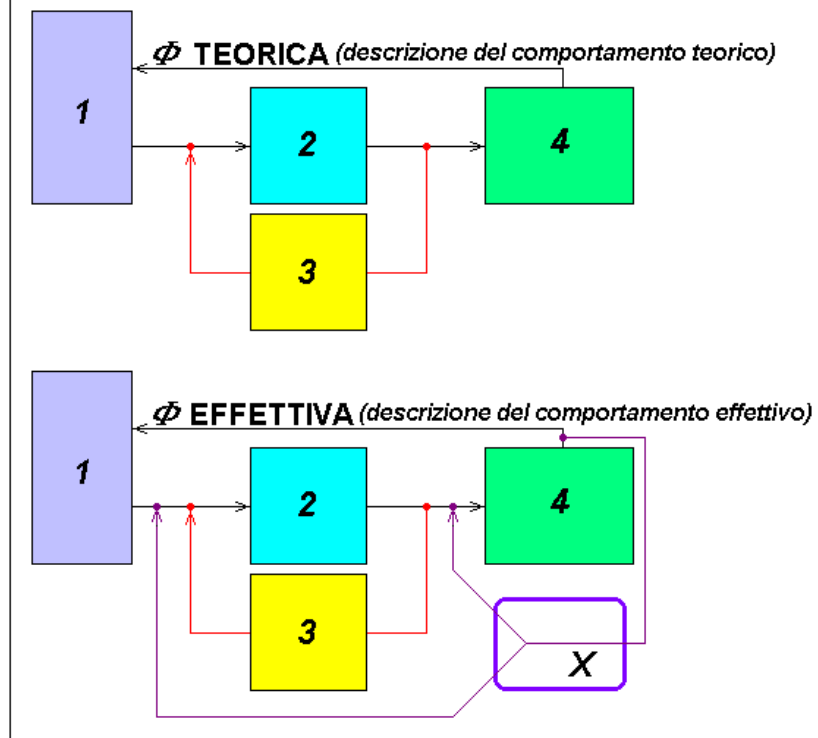 Φ TEORICA (descrizione del comportamento teorico)
1
2
4
3
Φ EFFETTIVA (descrizione del comportamento effettivo)
1
2
4
3
X